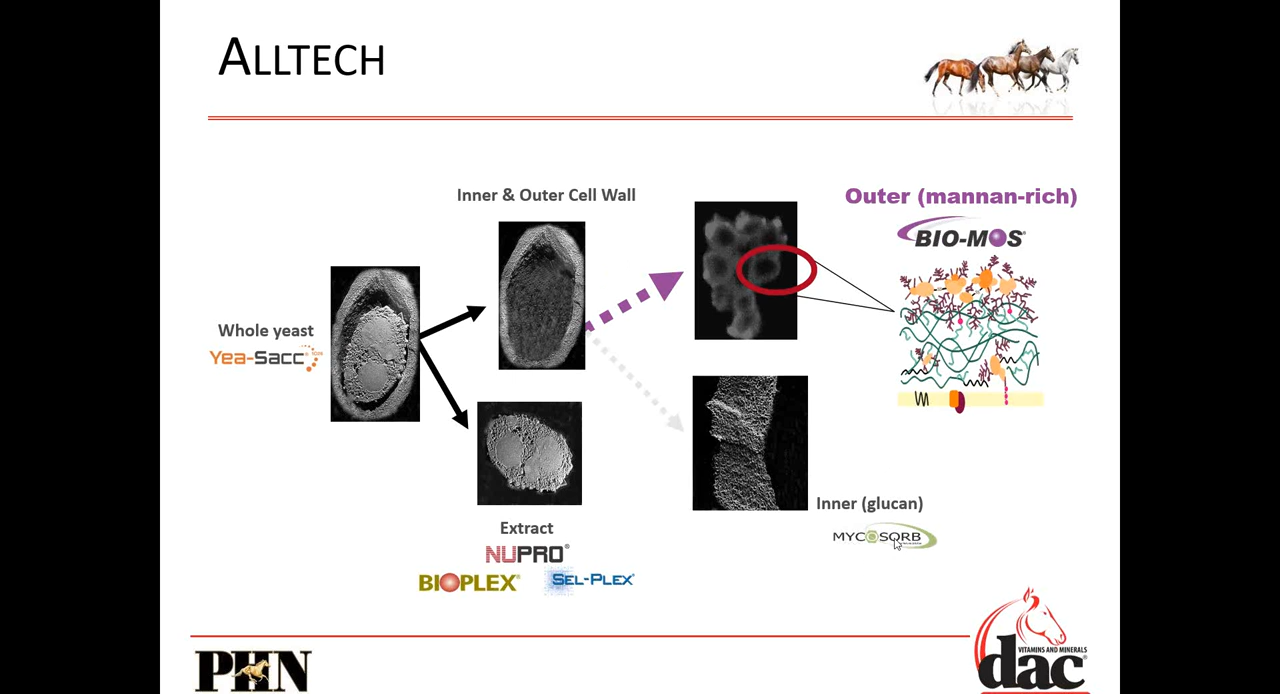 ALLTECH
Inner & Outer Cell Wall
Outer (mannan-rich)
BIO-MOS®
Whole yeast
Yea-Sacc
Extract
NUPRO®
BIOPLEX®
SEL-PLEX®
Inner (glucan)
MYCOSORB
PHN
VITAMINS AND MINERALS
dac®